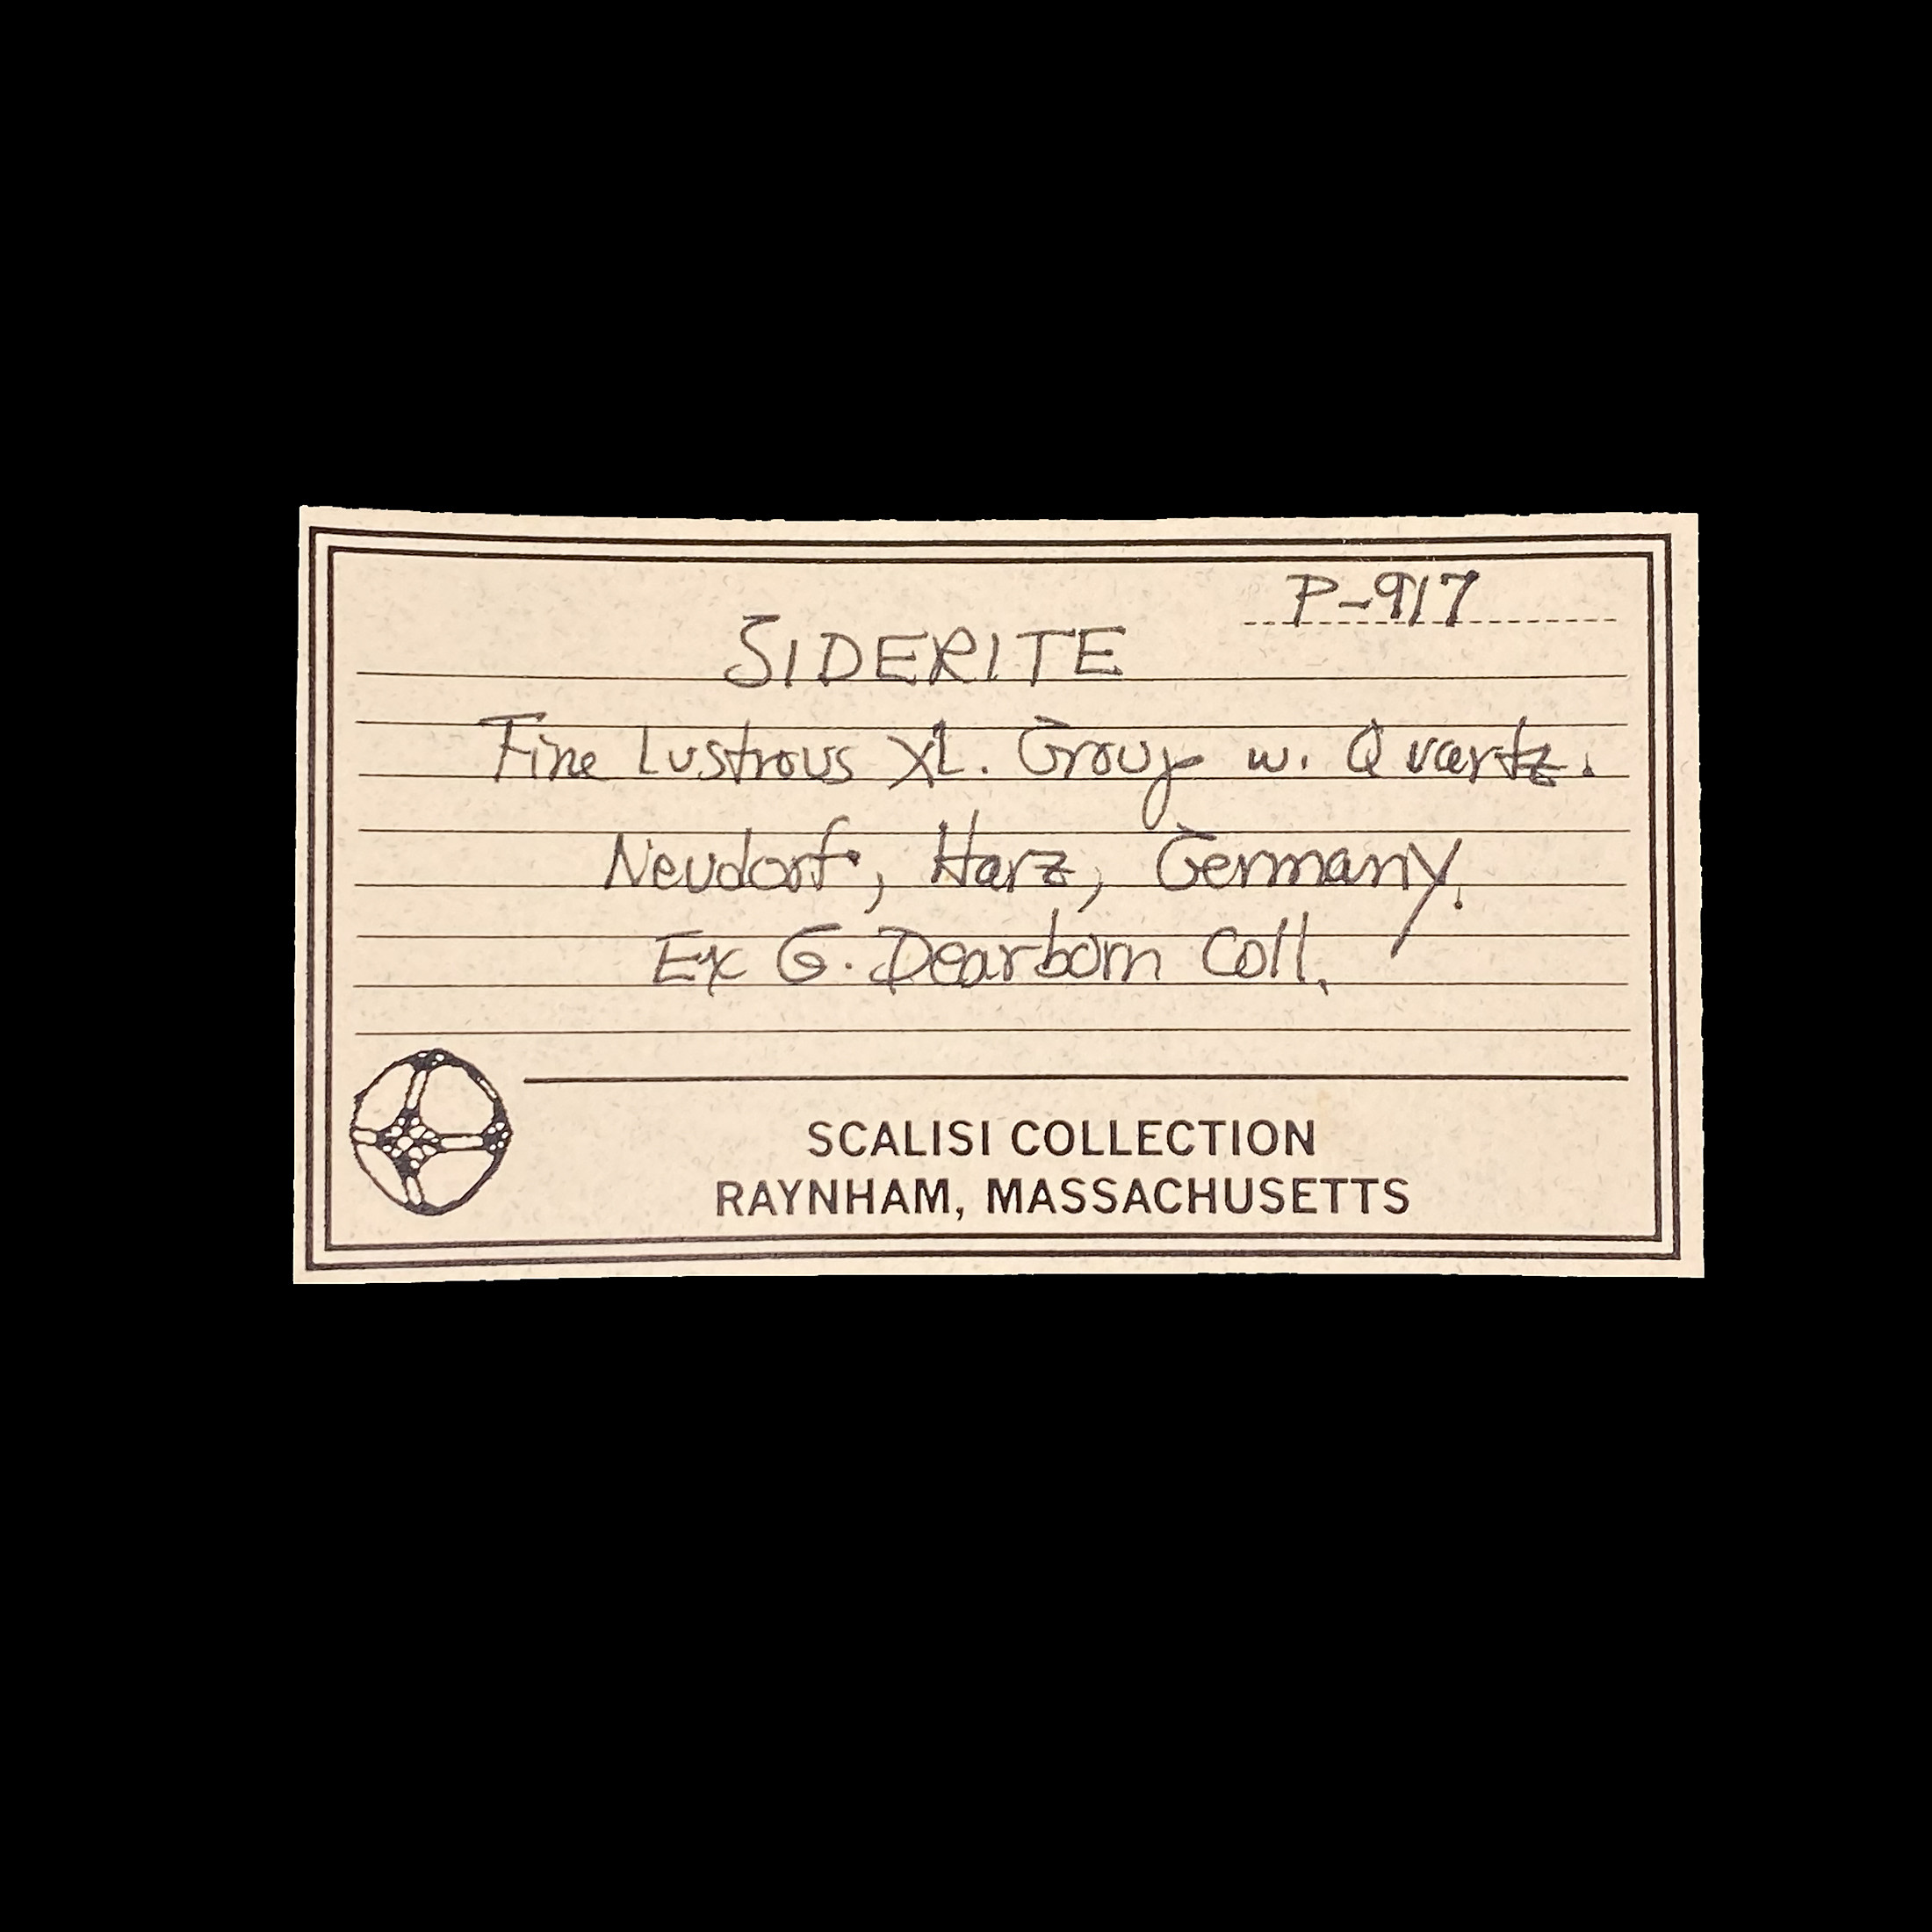 P-917
SIDERITE
Fine Lustrous XL. Group w. Quartz.
Neudorf, Harz, Germany.
Ex G. Dearborn Coll.
SCALISI COLLECTION
RAYNHAM, MASSACHUSETTS